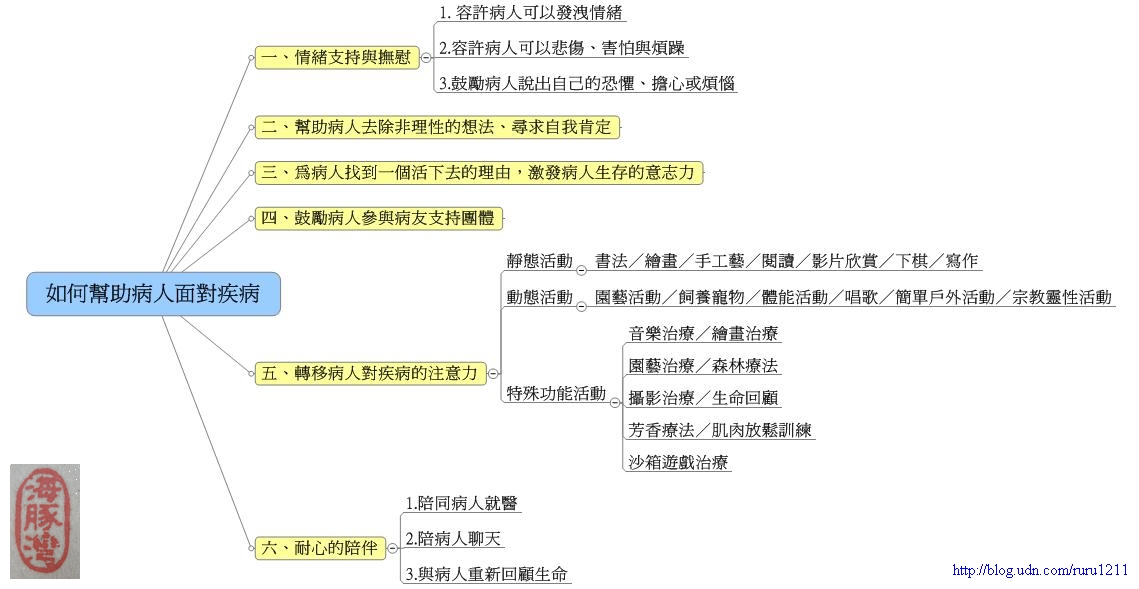 如何幫助病人面對疾病
一、情緒支持與撫慰
1. 容許病人可以發洩情緒
2.容許病人可以悲傷、害怕與煩躁
3.鼓勵病人說出自己的恐懼、擔心或煩惱
二、幫助病人去除非理性的想法、尋求自我肯定
三、為病人找到一個活下去的理由，激發病人生存的意志力
四、鼓勵病人參與病友支持團體
五、轉移病人對疾病的注意力
靜態活動
書法／繪畫／手工藝／閱讀／影片欣賞／下棋／寫作
動態活動
園藝活動／飼養寵物／體能活動／唱歌／簡單戶外活動／宗教靈性活動
特殊功能活動
音樂治療／繪畫治療
園藝治療／森林療法
攝影治療／生命回顧
芳香療法／肌肉放鬆訓練
沙箱遊戲治療
六、耐心的陪伴
1.陪同病人就醫
2.陪病人聊天
3.與病人重新回顧生命
海豚灣
http://blog.udn.com/ruru1211